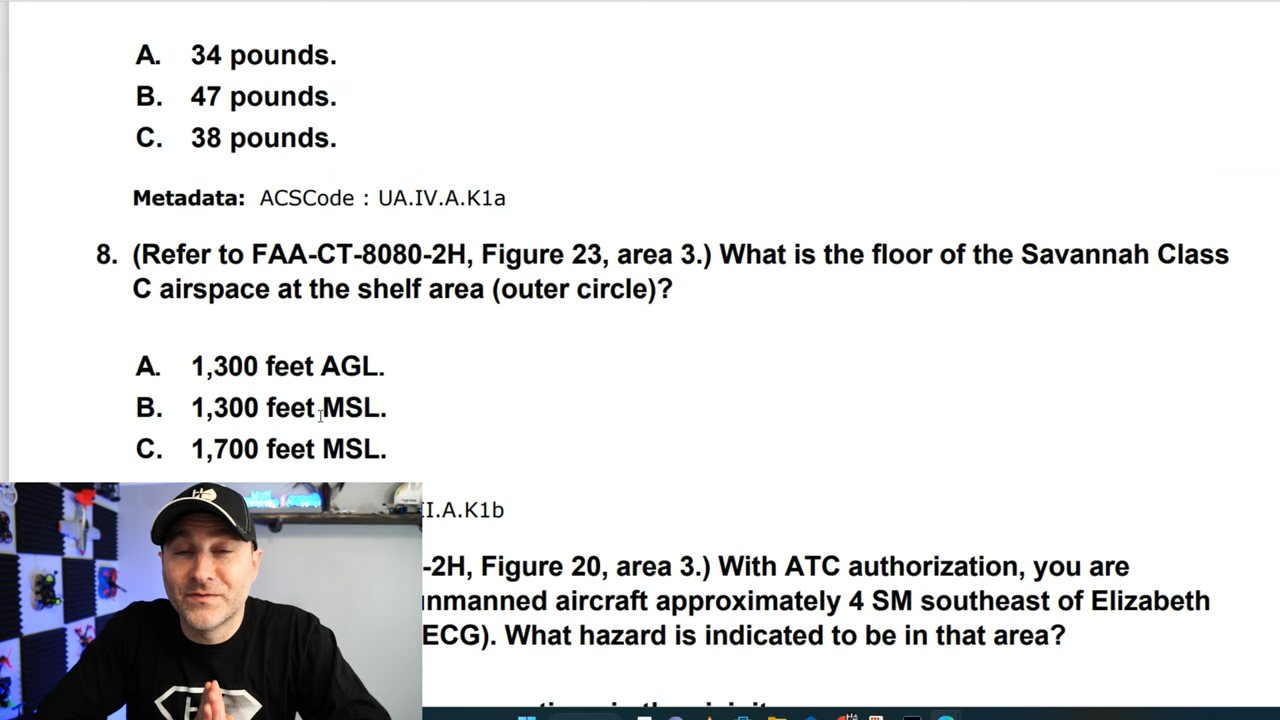 A. 34 pounds.
B. 47 pounds.
C. 38 pounds.
Metadata: ACSCode : UA.IV.A.K1a
8. (Refer to FAA-CT-8080-2H, Figure 23, area 3.) What is the floor of the Savannah Class
C airspace at the shelf area (outer circle)?
A. 1,300 feet AGL.
B. 1,300 feet MSL.
C. 1,700 feet MSL.
II.A.K1b
-2H, Figure 20, area 3.) With ATC authorization, you are
unmanned aircraft approximately 4 SM southeast of Elizabeth
ECG). What hazard is indicated to be in that area?